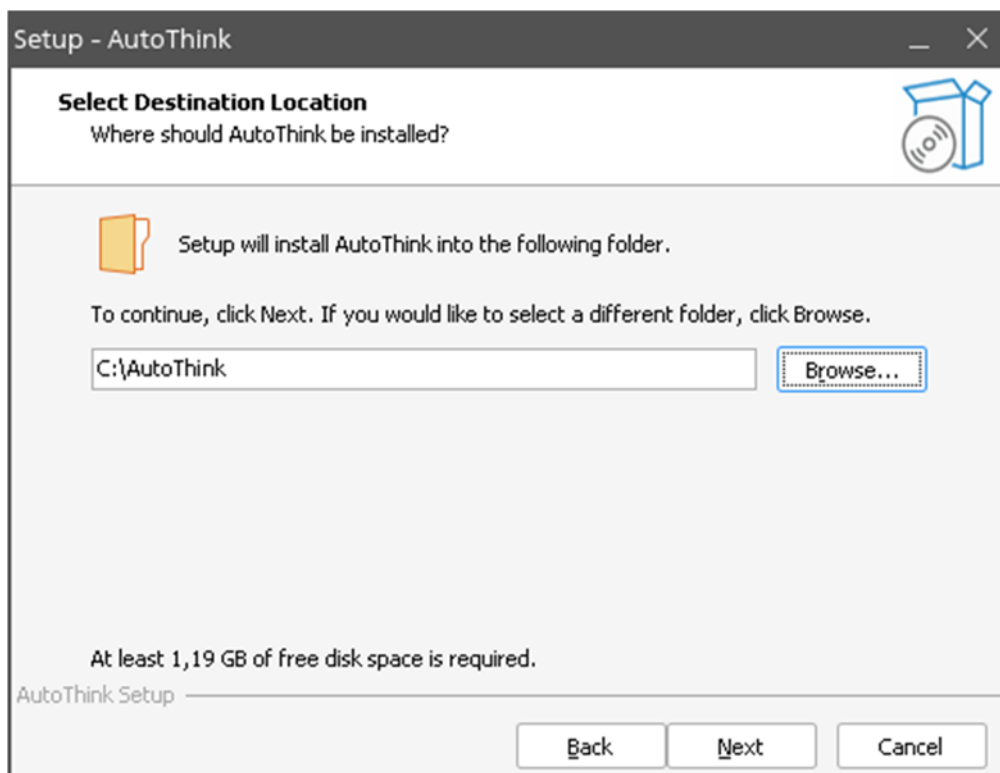 Setup - AutoThink
Select Destination Location
Where should AutoThink be installed?
Setup will install AutoThink into the following folder.
To continue, click Next. If you would like to select a different folder, click Browse.
C:\AutoThink
Browse...
At least 1,19 GB of free disk space is required.
AutoThink Setup
Back Next Cancel